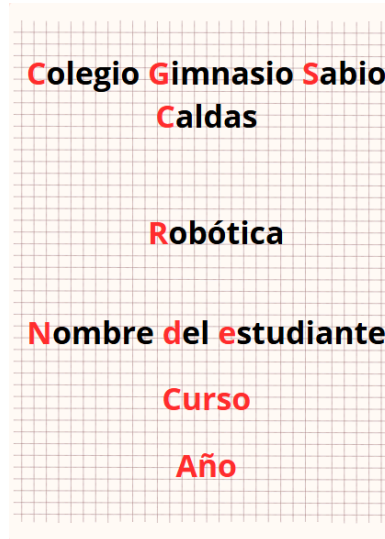 Colegio Gimnasio Sabio
Caldas
Robótica
Nombre del estudiante
Curso
Año